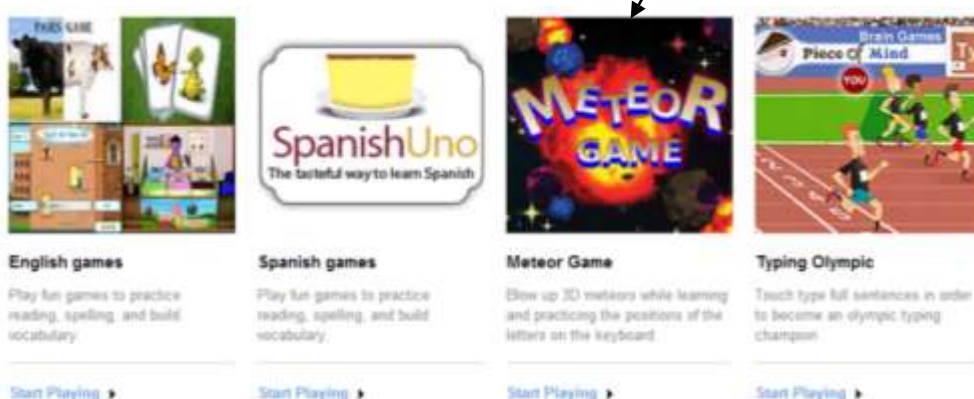 PAIRS GAME
SpanishUno
The tasteful way to learn Spanish
METEOR
GAME
Brain Games
Piece Of Mind
YOU
English games
Play fun games to practice
reading, spelling, and build
vocabulary.
Start Playing
Spanish games
Play fun games to practice
reading, spelling, and build
vocabulary.
Start Playing
Meteor Game
Blow up 3D meteors while learning
and practicing the positions of the
letters on the keyboard.
Start Playing
Typing Olympic
Touch type full sentences in order
to become an olympic typing
champion
Start Playing